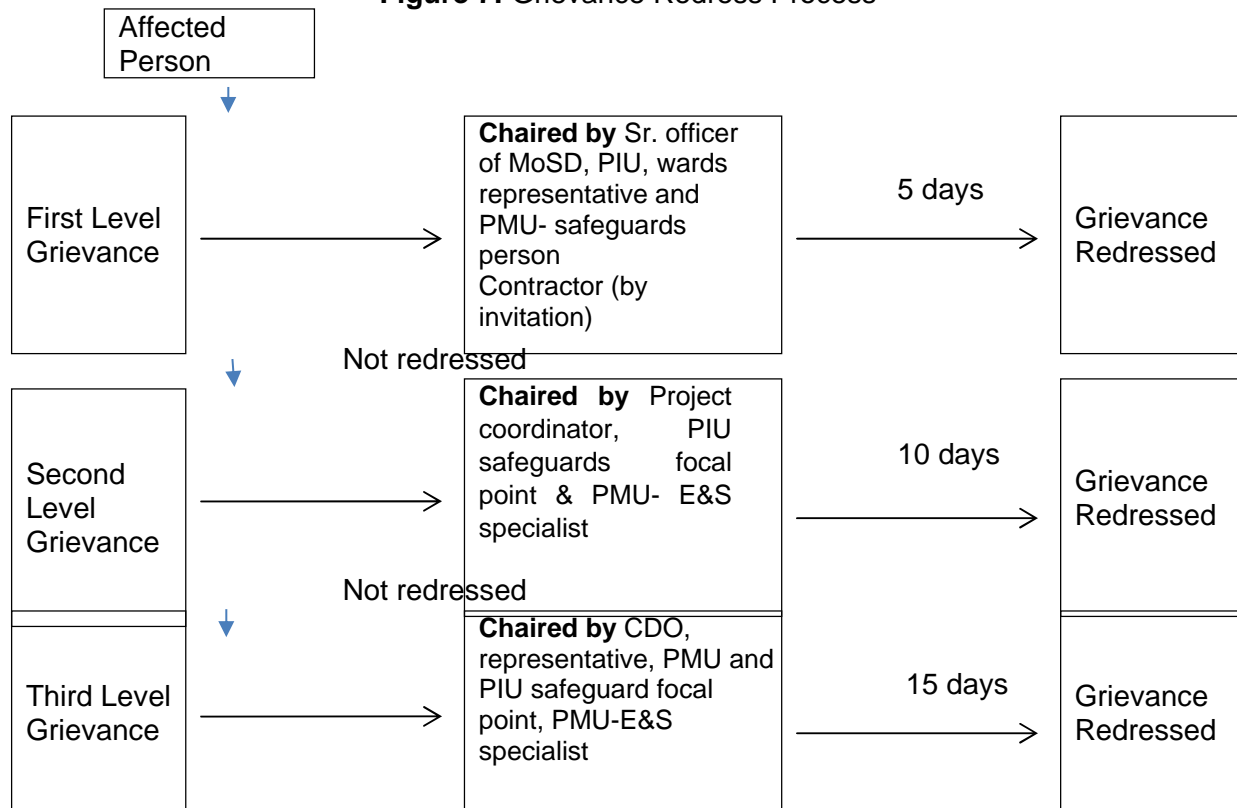 Grievance Redress Process
Affected
Person
First Level
Grievance
Chaired by Sr. officer
of MoSD, PIU, wards
representative and
PMU- safeguards
person
Contractor (by
invitation)
5 days
Grievance
Redressed
Not redressed
Second
Level
Grievance
Chaired by Project
coordinator, PIU
safeguards focal
point & PMU- E&S
specialist
10 days
Grievance
Redressed
Not redressed
Third Level
Grievance
Chaired by CDO,
representative, PMU and
PIU safeguard focal
point, PMU-E&S
specialist
15 days
Grievance
Redressed